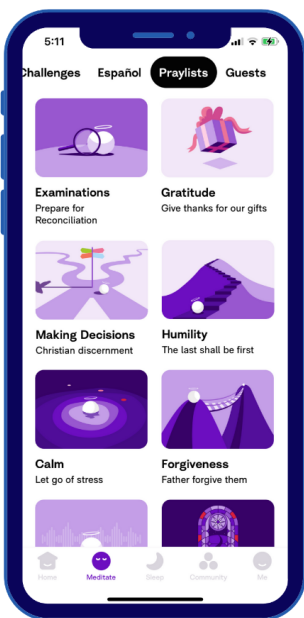 5:11
Challenges Español Praylists Guests
Examinations
Prepare for
Reconciliation
Gratitude
Give thanks for our gifts
Making Decisions
Christian discernment
Humility
The last shall be first
Calm
Let go of stress
Forgiveness
Father forgive them
Home Meditate Sleep Community Me